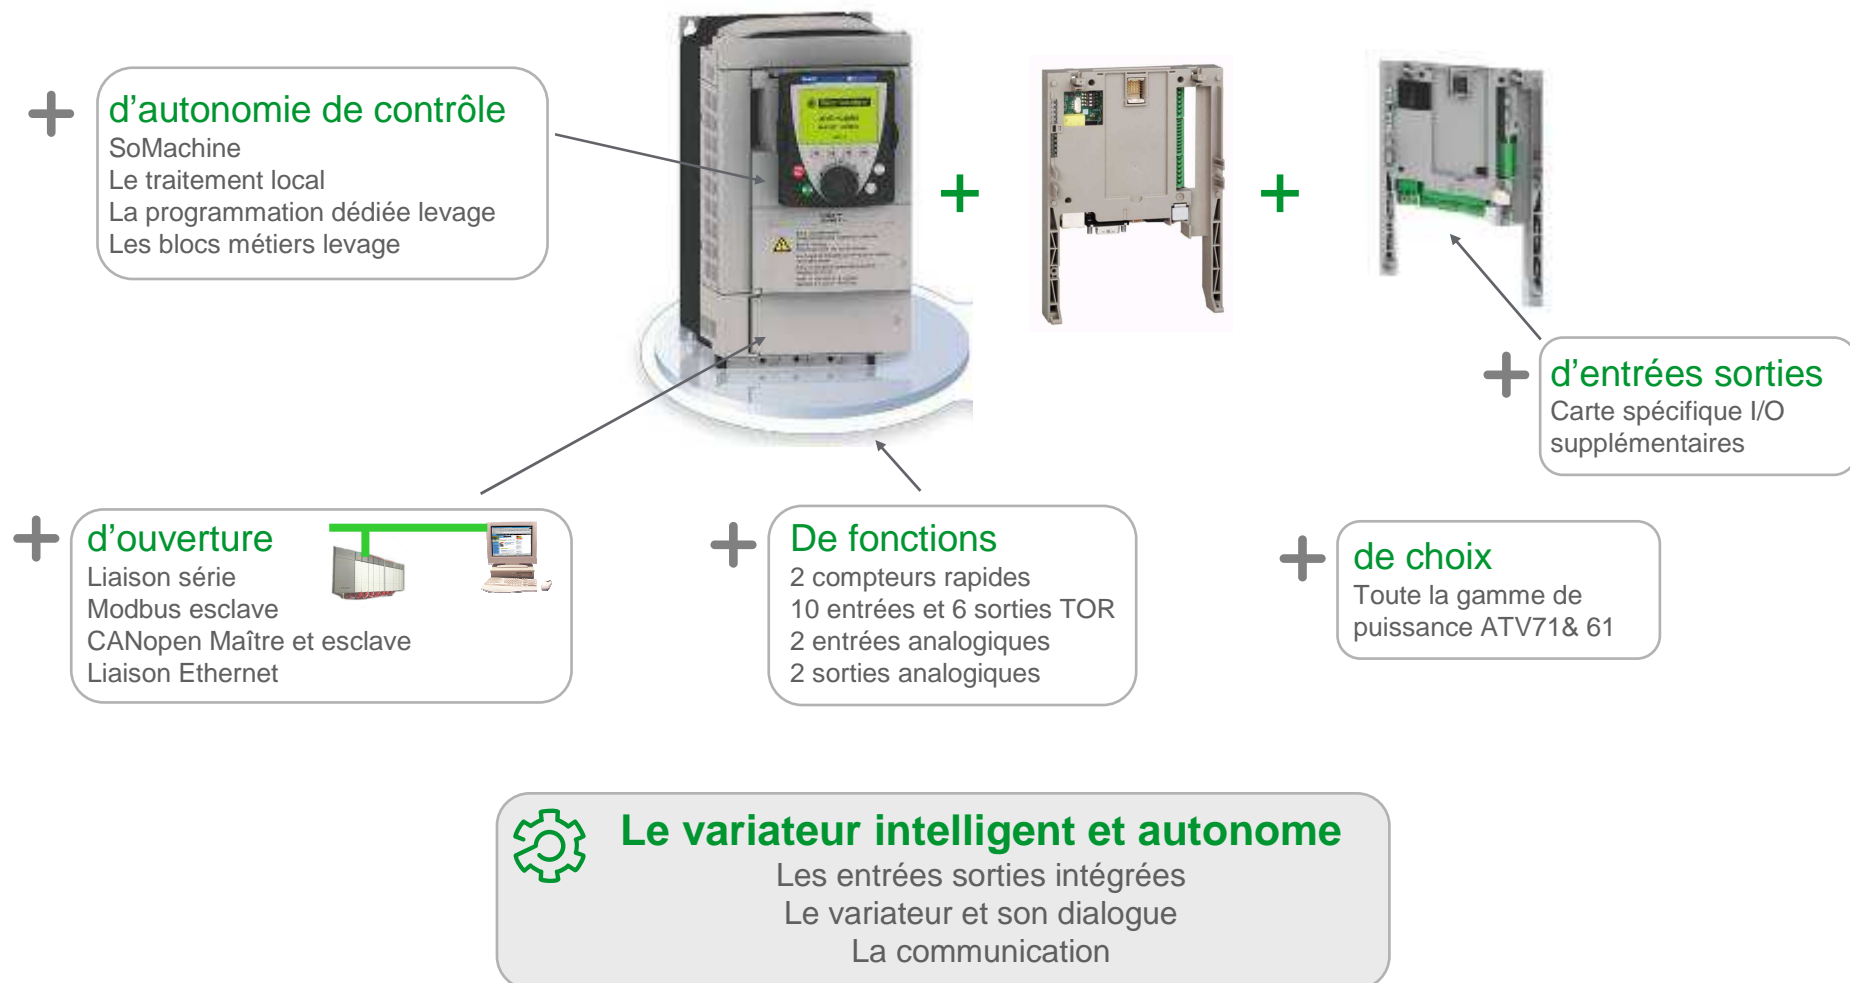 d’autonomie de contrôle
SoMachine
Le traitement local
La programmation dédiée levage
Les blocs métiers levage
d’entrées sorties
Carte spécifique I/O
supplémentaires
d’ouverture
Liaison série
Modbus esclave
CANopen Maître et esclave
Liaison Ethernet
De fonctions
2 compteurs rapides
10 entrées et 6 sorties TOR
2 entrées analogiques
2 sorties analogiques
de choix
Toute la gamme de
puissance ATV71& 61
Le variateur intelligent et autonome
Les entrées sorties intégrées
Le variateur et son dialogue
La communication